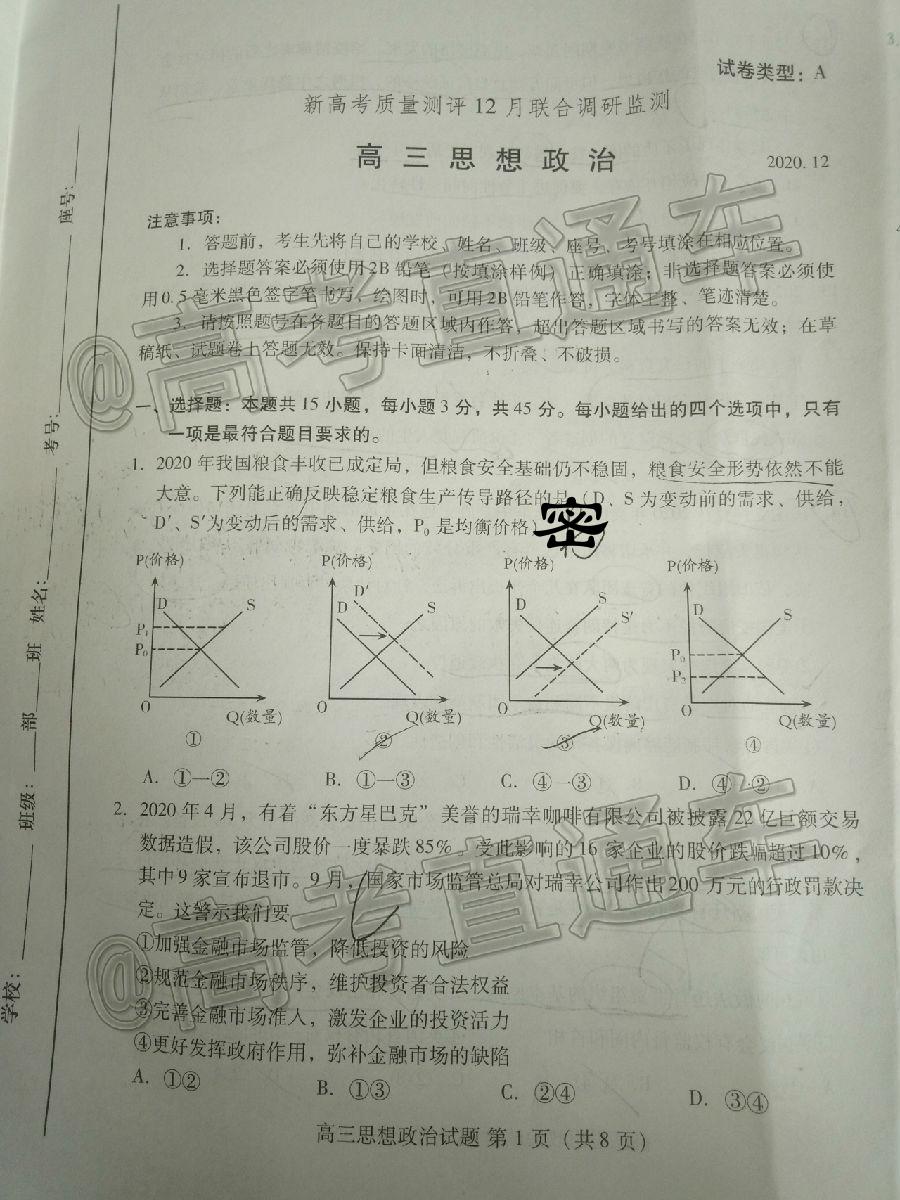 试卷类型：A
新高考质量测评12月联合调研监测
高三思想政治
2020.12
注意事项：
1. 答题前，考生先将自己的学校、姓名、班级、座号、考号填涂在相应位置。
2. 选择题答案必须使用2B铅笔（按填涂样例）正确填涂；非选择题答案必须使
用0.5毫米黑色签字笔书写，绘图时，可用2B铅笔作答，字体工整、笔迹清楚。
3. 请按照题号在各题目的答题区域内作答，超出答题区域书写的答案无效；在草
稿纸、试题卷上答题无效。保持卡面清洁，不折叠、不破损。
一、选择题：本题共15小题，每小题3分，共45分。每小题给出的四个选项中，只有
一项是最符合题目要求的。
1. 2020年我国粮食丰收已成定局，但粮食安全基础仍不稳固，粮食安全形势依然不能
大意。下列能正确反映稳定粮食生产传导路径的是（D、S为变动前的需求、供给，
D′、S′为变动后的需求、供给，P₀是均衡价格）
密
P(价格) P(价格) P(价格) P(价格)
D S D D′ S D S S′ D S
P₁
P₀ P₀
P₂
O Q(数量) O Q(数量) O Q(数量) O Q(数量)
① ② ③ ④
A. ①—② B. ①—③ C. ④—③ D. ④—②
2. 2020年4月，有着“东方星巴克”美誉的瑞幸咖啡有限公司被披露22亿巨额交易
数据造假，该公司股价一度暴跌85%。受此影响的16家企业的股价跌幅超过10%，
其中9家宣布退市。9月，国家市场监管总局对瑞幸公司作出200万元的行政罚款决
定。这警示我们要
①加强金融市场监管，降低投资的风险
②规范金融市场秩序，维护投资者合法权益
③完善金融市场准人，激发企业的投资活力
④更好发挥政府作用，弥补金融市场的缺陷
A. ①② B. ①③ C. ②④ D. ③④
高三思想政治试题 第1页（共8页）
学校： 班级： 部 班 姓名： 考号： 座号：
@高考直通车
@高考直通车